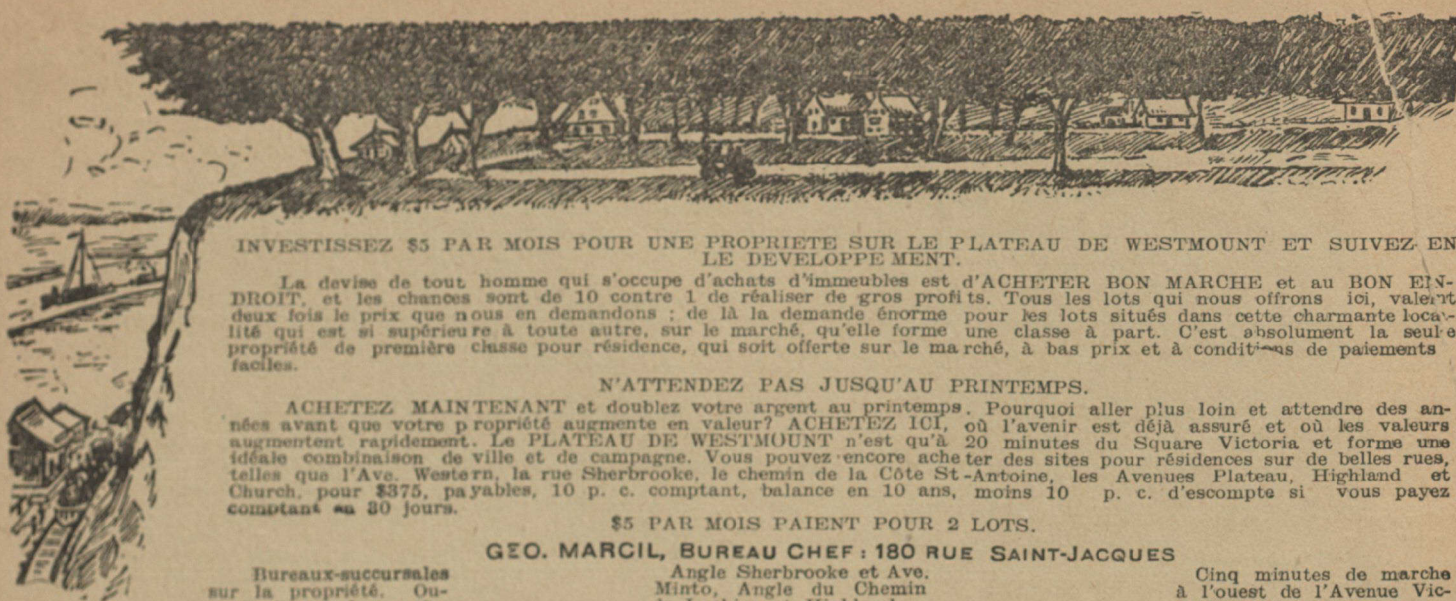 INVESTISSEZ $5 PAR MOIS POUR UNE PROPRIETE SUR LE PLATEAU DE WESTMOUNT ET SUIVEZ EN
LE DEVELOPPEMENT.
La devise de tout homme qui s'occupe d'achats d'immeubles est d'ACHETER BON MARCHE et au BON EN-
DROIT, et les chances sont de 10 contre 1 de réaliser de gros profits. Tous les lots qui nous offrons ici, valent
deux fois le prix que nous en demandons ; de là la demande énorme pour les lots situés dans cette charmante loca-
lité qui est si supérieure à toute autre, sur le marché, qu'elle forme une classe à part. C'est absolument la seule
propriété de première classe pour résidence, qui soit offerte sur le marché, à bas prix et à conditions de paiements
faciles.
N'ATTENDEZ PAS JUSQU'AU PRINTEMPS.
ACHETEZ MAINTENANT et doublez votre argent au printemps. Pourquoi aller plus loin et attendre des an-
nées avant que votre propriété augmente en valeur? ACHETEZ ICI, où l'avenir est déjà assuré et où les valeurs
augmentent rapidement. Le PLATEAU DE WESTMOUNT n'est qu'à 20 minutes du Square Victoria et forme une
idéale combinaison de ville et de campagne. Vous pouvez encore acheter des sites pour résidences sur de belles rues,
telles que l'Ave. Western, la rue Sherbrooke, le chemin de la Côte St-Antoine, les Avenues Plateau, Highland et
Church, pour $375, payables, 10 p. c. comptant, balance en 10 ans, moins 10 p. c. d'escompte si vous payez
comptant en 30 jours.
$5 PAR MOIS PAIENT POUR 2 LOTS.
GEO. MARCIL, BUREAU CHEF : 180 RUE SAINT-JACQUES
Bureaux-succursales
sur la propriété. Ou-
Angle Sherbrooke et Ave.
Minto, Angle du Chemin
Cinq minutes de marche
à l'ouest de l'Avenue Vic-